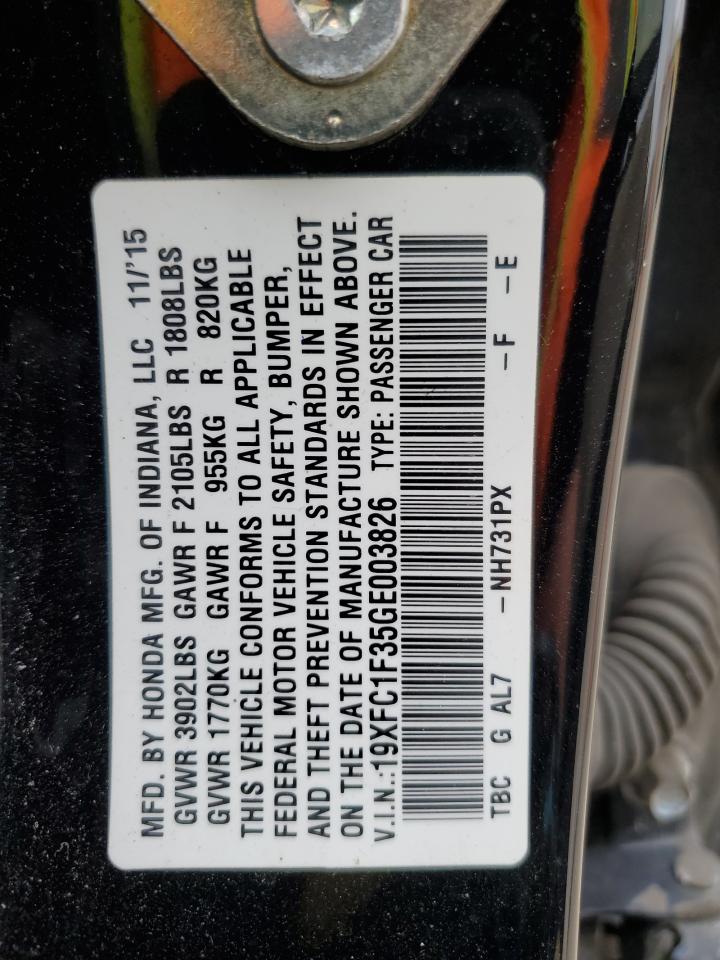 MFD. BY HONDA MFG. OF INDIANA, LLC 11/'15
GVWR 3902LBS GAWR F 2105LBS R 1808LBS
GVWR 1770KG GAWR F 955KG R 820KG
THIS VEHICLE CONFORMS TO ALL APPLICABLE
FEDERAL MOTOR VEHICLE SAFETY, BUMPER,
AND THEFT PREVENTION STANDARDS IN EFFECT
ON THE DATE OF MANUFACTURE SHOWN ABOVE.
V.I.N.:19XFC1F35GE003826 TYPE: PASSENGER CAR
TBC G AL7 -NH731PX -F -E